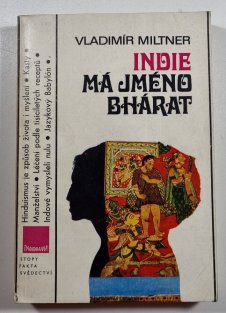 VLADIMÍR MILTNER
INDIE
MÁ JMÉNO
BHÁRAT
Hinduismus je způsob života i myšlení • Kasty •
Manželství • Léčení podle tisíciletých receptů •
Indové vymysleli nulu • Jazykový Babylón •
PANORAMA
STOPY
FAKTA
SVĚDECTVÍ